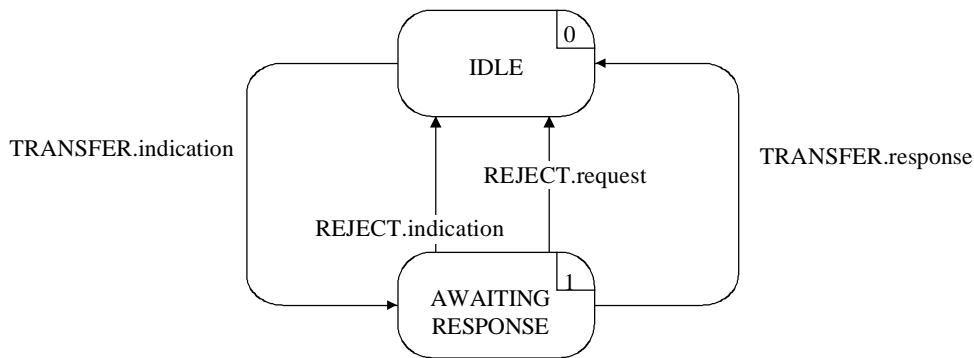 0
IDLE
TRANSFER.indication
TRANSFER.response
REJECT.request
REJECT.indication
1
AWAITING
RESPONSE